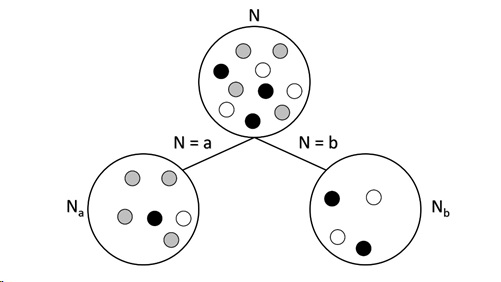 N
N = a
N = b
Na
Nb